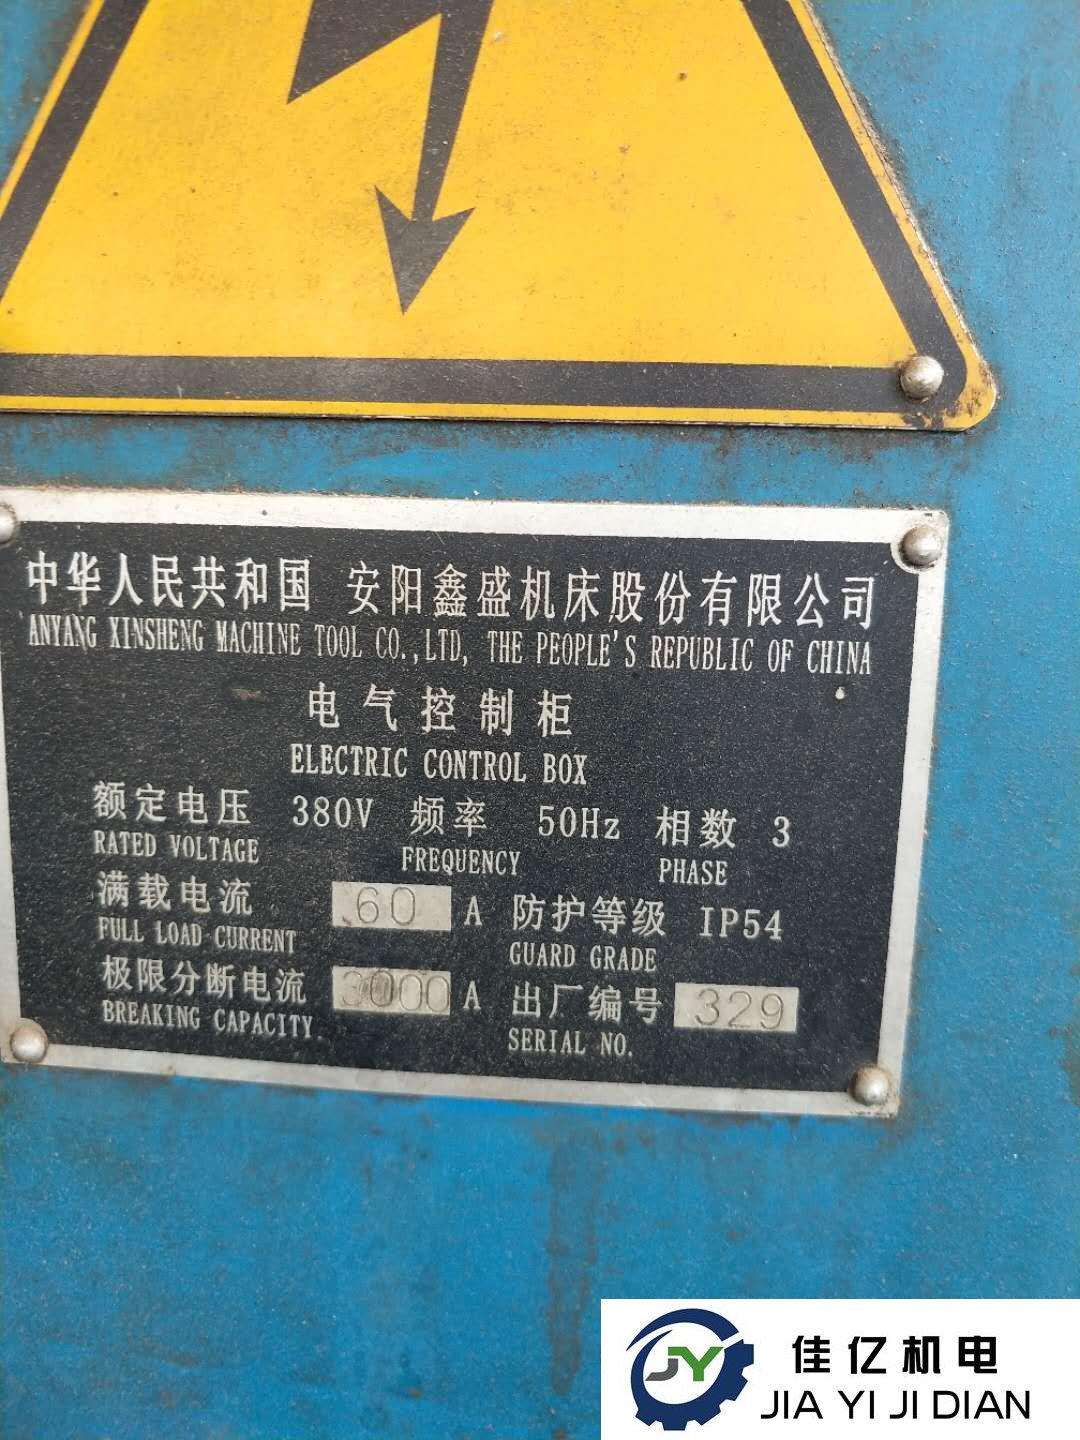 中华人民共和国 安阳鑫盛机床股份有限公司
ANYANG XINSHENG MACHINE TOOL CO.,LTD, THE PEOPLE'S REPUBLIC OF CHINA
电气控制柜
ELECTRIC CONTROL BOX
额定电压 380V 频率 50Hz 相数 3
RATED VOLTAGE FREQUENCY PHASE
满载电流 60 A 防护等级 IP54
FULL LOAD CURRENT GUARD GRADE
极限分断电流 3000 A 出厂编号 329
BREAKING CAPACITY. SERIAL NO.
JY 佳亿机电
JIA YI JI DIAN